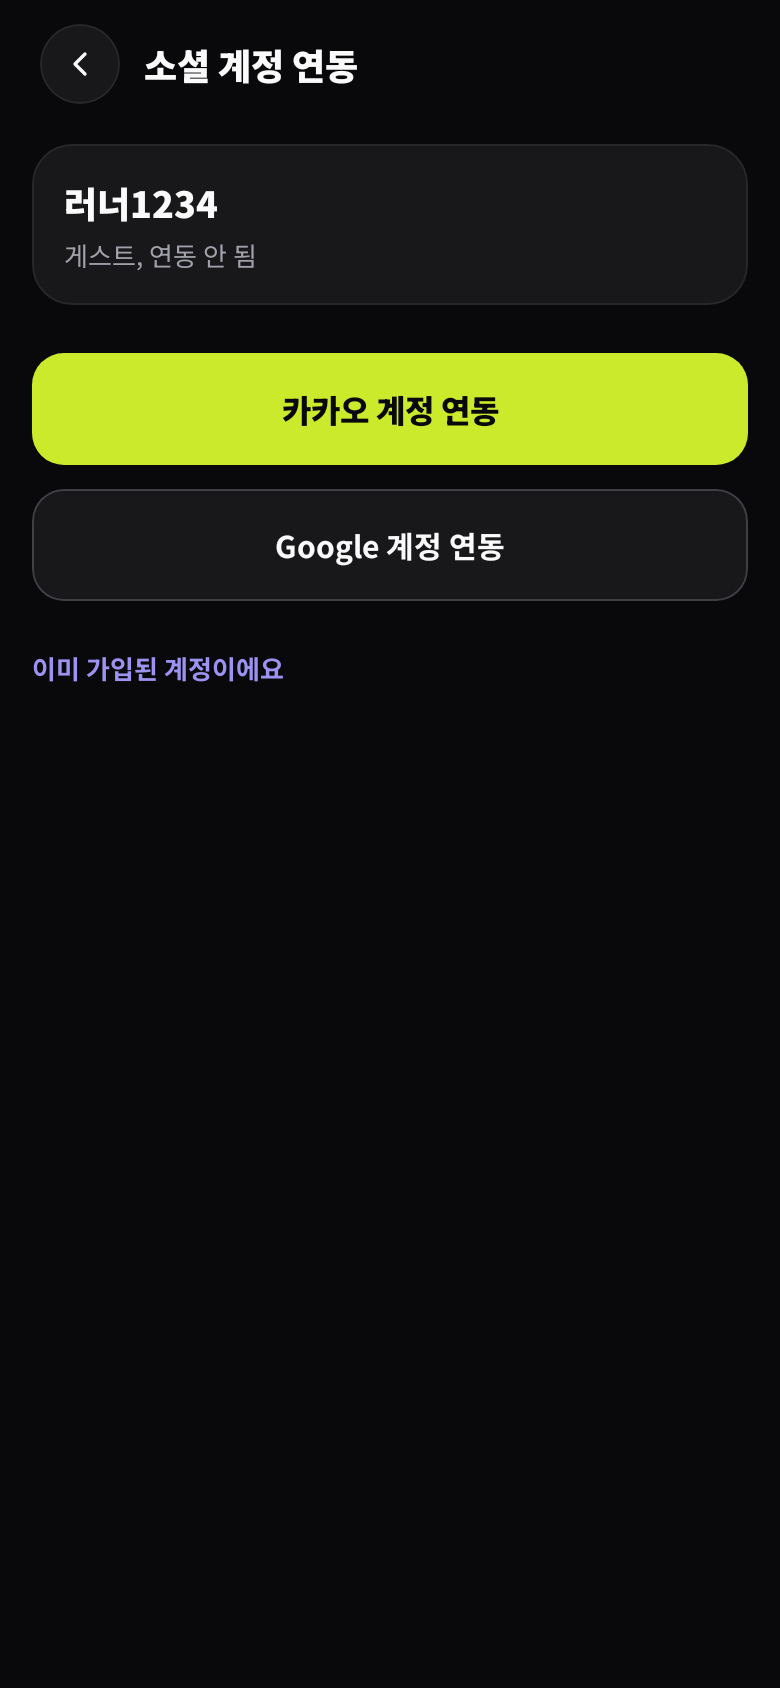 소셜 계정 연동
러너1234
게스트, 연동 안 됨
카카오 계정 연동
Google 계정 연동
이미 가입된 계정이에요